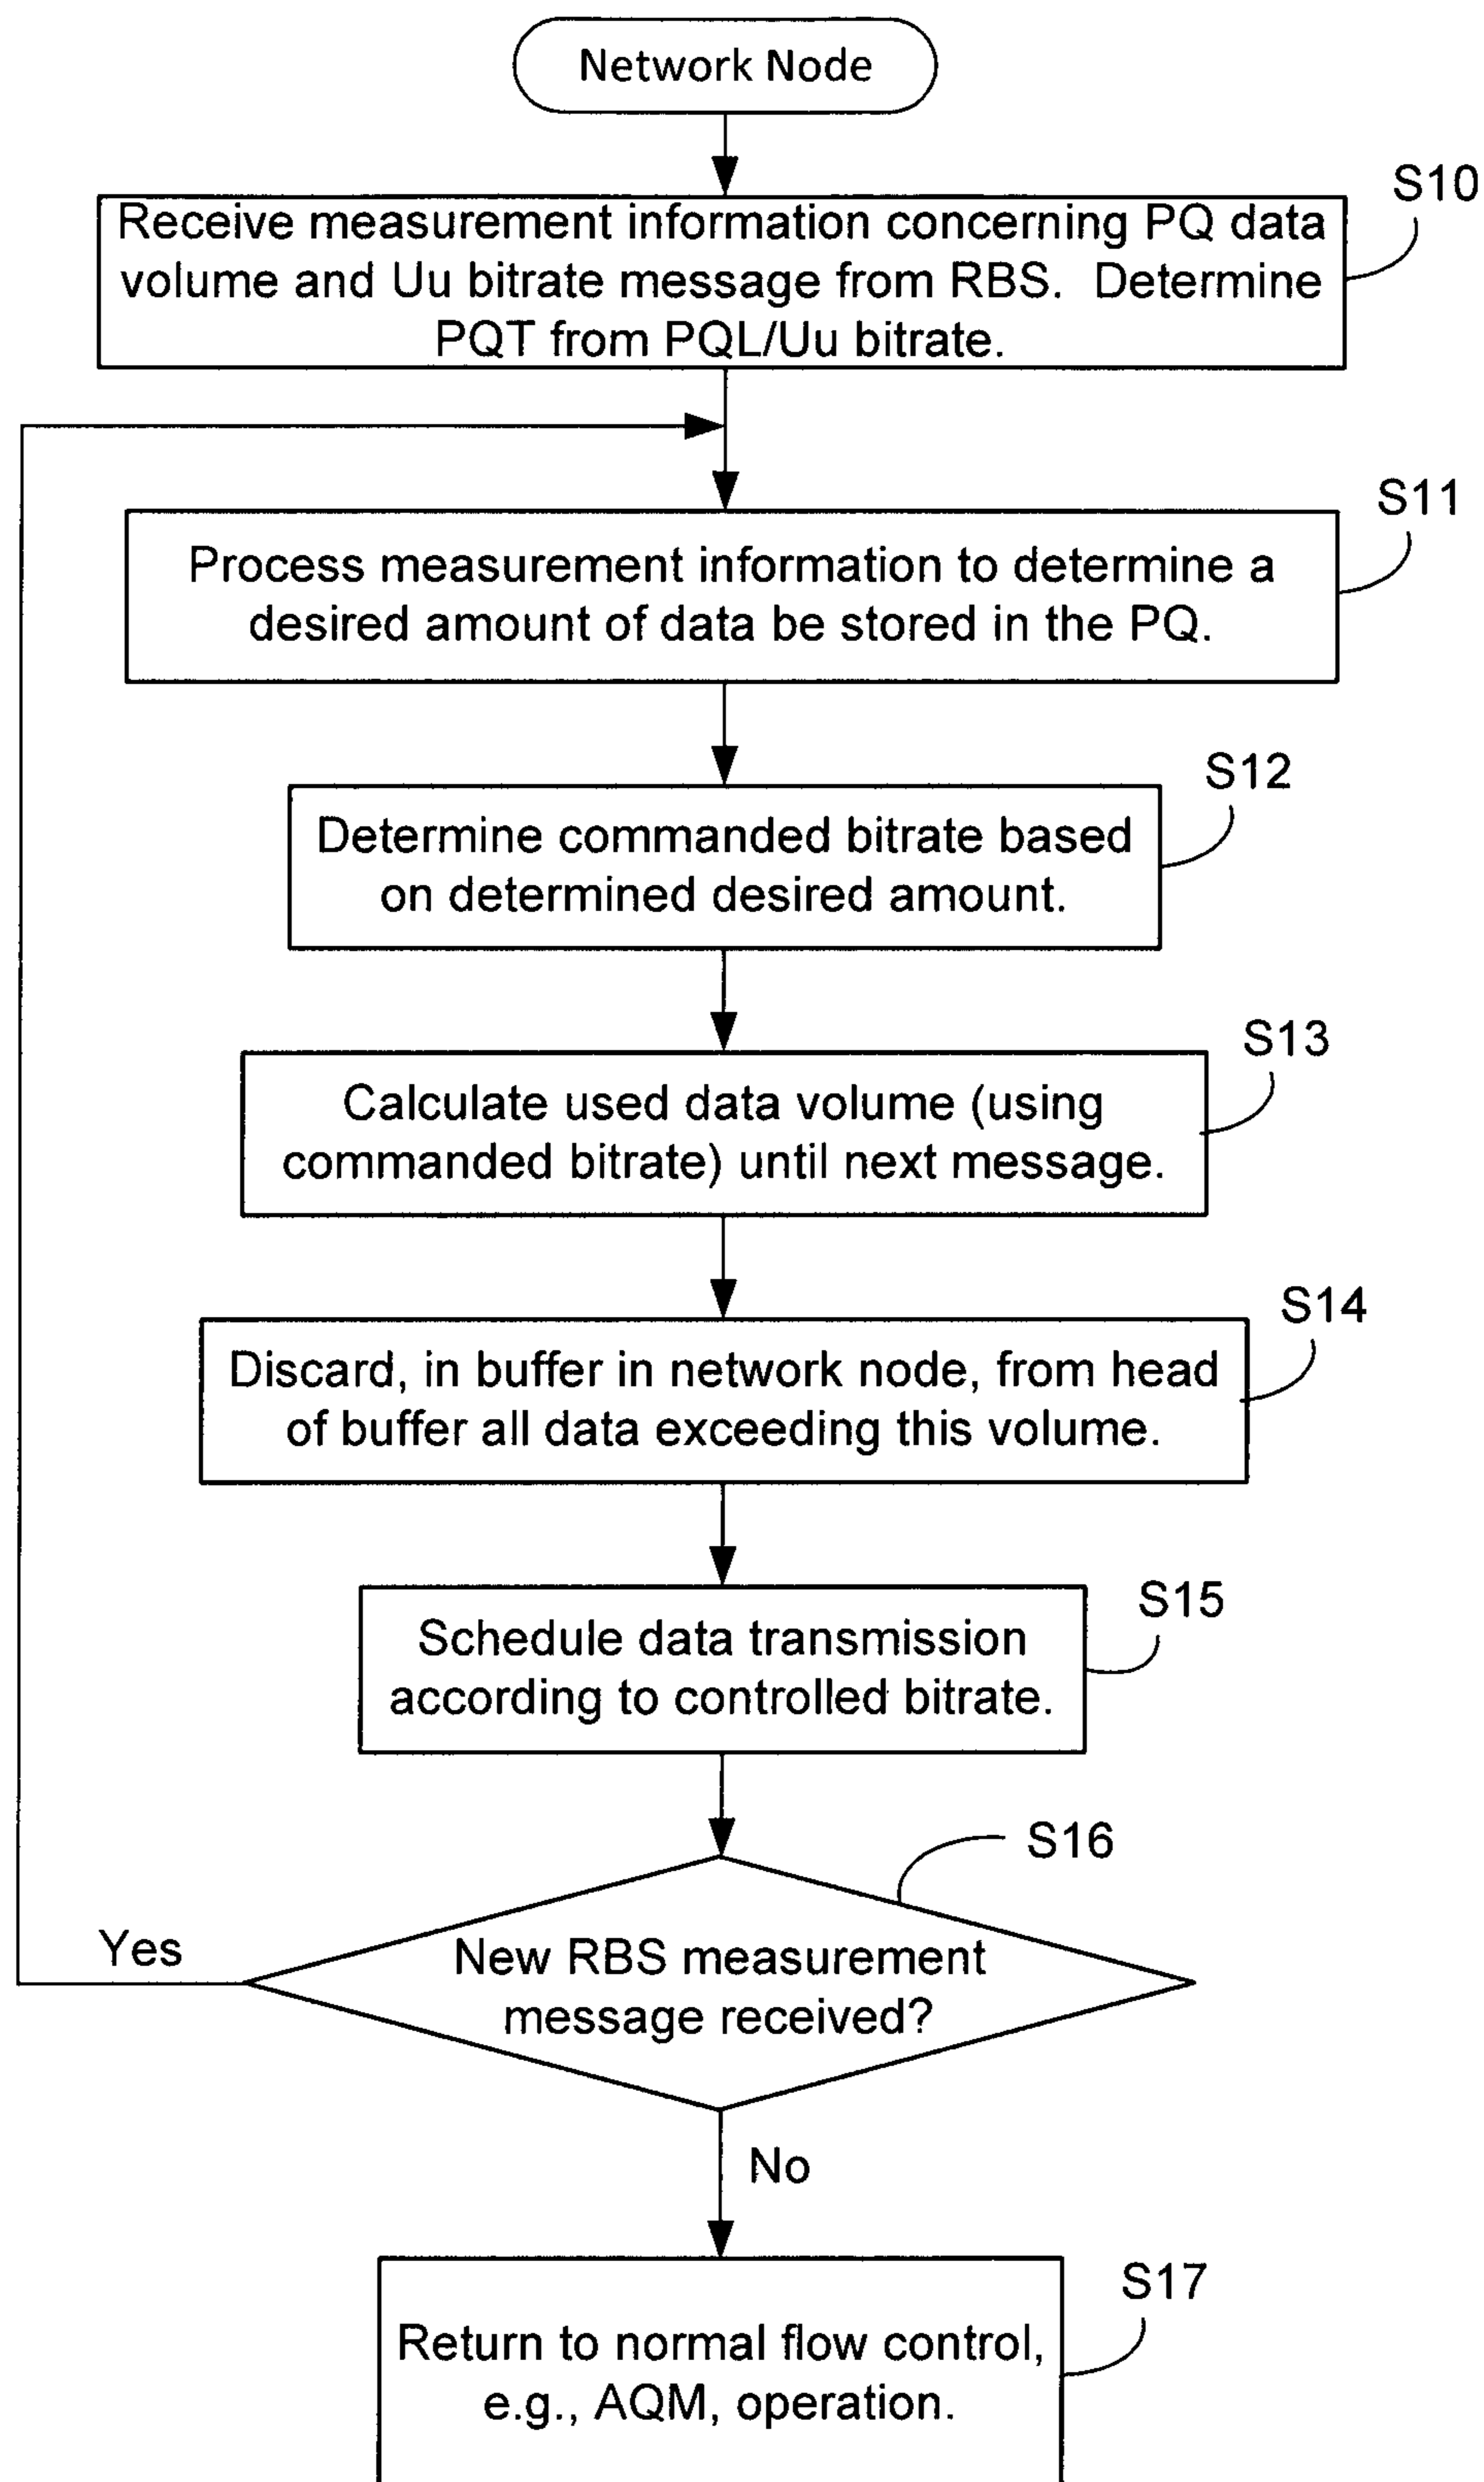 Network Node
S10
Receive measurement information concerning PQ data
volume and Uu bitrate message from RBS. Determine
PQT from PQL/Uu bitrate.
S11
Process measurement information to determine a
desired amount of data be stored in the PQ.
S12
Determine commanded bitrate based
on determined desired amount.
S13
Calculate used data volume (using
commanded bitrate) until next message.
S14
Discard, in buffer in network node, from head
of buffer all data exceeding this volume.
S15
Schedule data transmission
according to controlled bitrate.
S16
Yes
New RBS measurement
message received?
No
S17
Return to normal flow control,
e.g., AQM, operation.